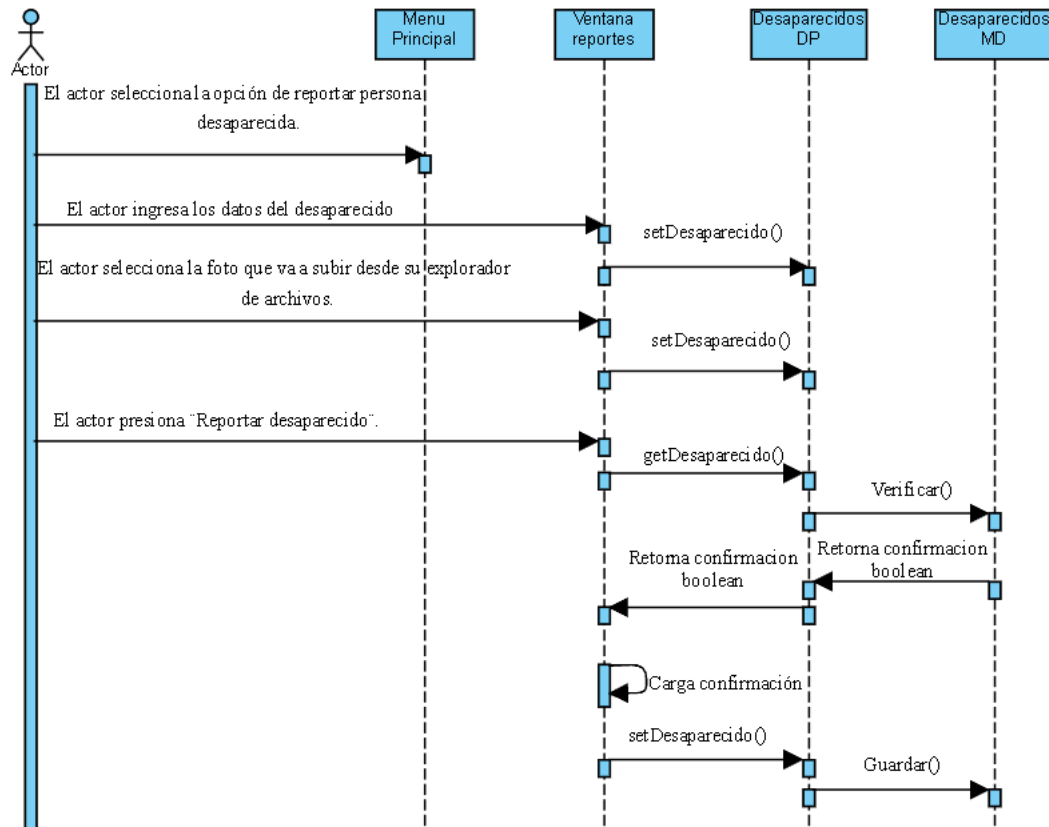 Menu
Principal
Ventana
reportes
Desaparecidos
DP
Desaparecidos
MD
Actor
El actor seleccional a opción de reportar persona
desaparecida.
El actor ingresa los datos del desaparecido
setDesaparecido()
El actor selecciona la foto que va a subir desde su explorador
de archivos.
setDesaparecido()
El actor presiona ¨Reportar desaparecido¨.
getDesaparecido()
Verificar()
Retorna confirmacion
boolean
Retorna confirmacion
boolean
Carga confirmación
setDesaparecido()
Guardar()